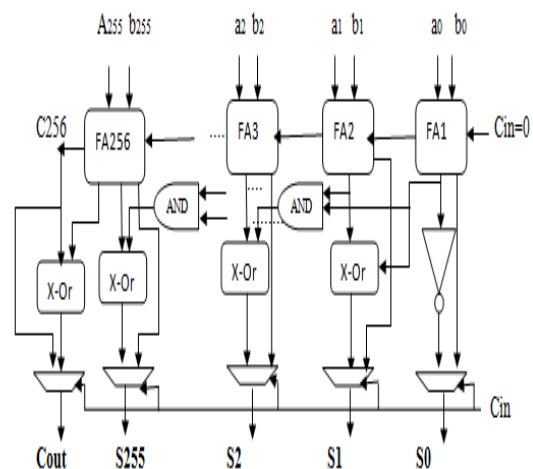 A255 b255 a2 b2 a1 b1 a0 b0
C256 FA256 FA3 FA2 FA1 Cin=0
AND AND
X-Or X-Or X-Or X-Or
Cin
Cout S255 S2 S1 S0